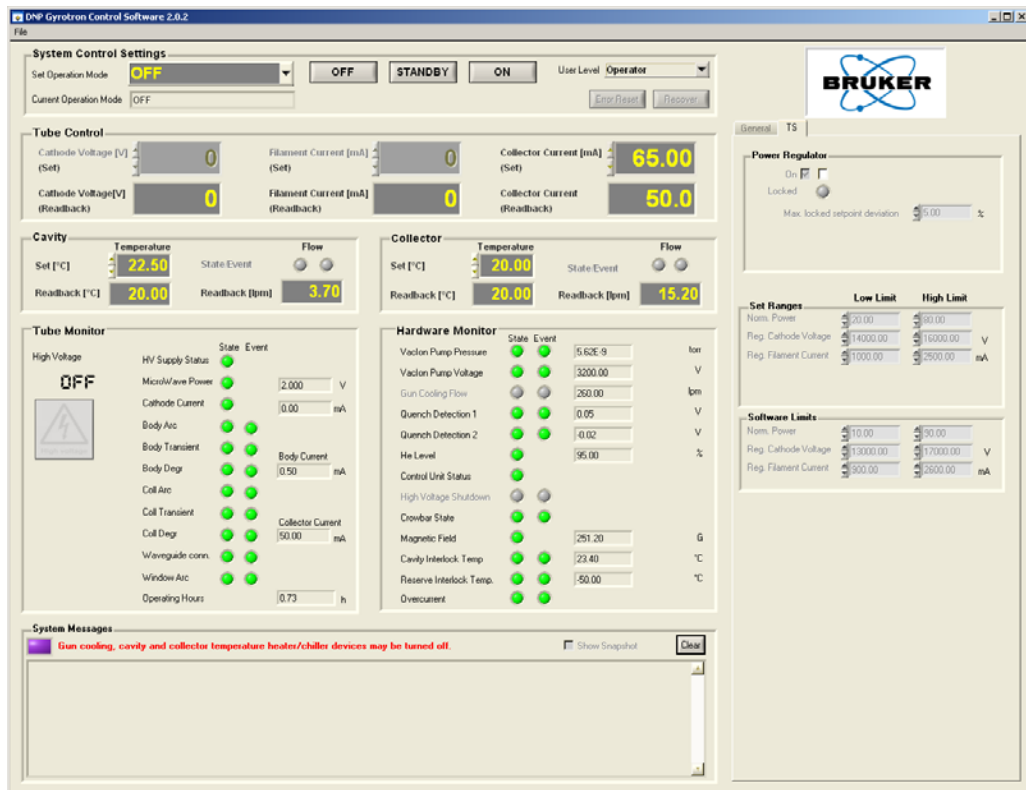 DNP Gyrotron Control Software 2.0.2
File
System Control Settings
Set Operation Mode OFF OFF STANDBY ON User Level Operator
Current Operation Mode OFF Error Reset Recover
BRUKER
General TS
Tube Control
Cathode Voltage [V] 0 Filament Current [mA] 0 Collector Current [mA] 65.00
(Set) (Set) (Set)
Cathode Voltage[V] 0 Filament Current [mA] 0 Collector Current 50.0
(Readback) (Readback) (Readback)
Power Regulator
On
Locked
Max. locked setpoint deviation 5.00 %
Cavity
Temperature Flow
Set [°C] 22.50 State/Event
Readback [°C] 20.00 Readback [lpm] 3.70
Collector
Temperature Flow
Set [°C] 20.00 State/Event
Readback [°C] 20.00 Readback [lpm] 15.20
Tube Monitor
State Event
High Voltage
OFF
High Voltage
HV Supply Status
MicroWave Power 2.000 V
Cathode Current 0.00 mA
Body Arc
Body Transient
Body Current
Body Degr 0.50 mA
Coll Arc
Coll Transient
Collector Current
Coll Degr 50.00 mA
Waveguide conn.
Window Arc
Operating Hours 0.73 h
Hardware Monitor
State Event
VacIon Pump Pressure 5.62E-9 torr
VacIon Pump Voltage 3200.00 V
Gun Cooling Flow 260.00 lpm
Quench Detection 1 0.05 V
Quench Detection 2 -0.02 V
He Level 95.00 %
Control Unit Status
High Voltage Shutdown
Crowbar State
Magnetic Field 251.20 G
Cavity Interlock Temp 23.40 °C
Reserve Interlock Temp. -50.00 °C
Overcurrent
Set Ranges Low Limit High Limit
Norm. Power 20.00 80.00
Reg. Cathode Voltage 14000.00 16000.00 V
Reg. Filament Current 1000.00 2500.00 mA
Software Limits
Norm. Power 10.00 90.00
Reg. Cathode Voltage 13000.00 17000.00 V
Reg. Filament Current 900.00 2600.00 mA
System Messages
Gun cooling, cavity and collector temperature heater/chiller devices may be turned off. Show Snapshot Clear